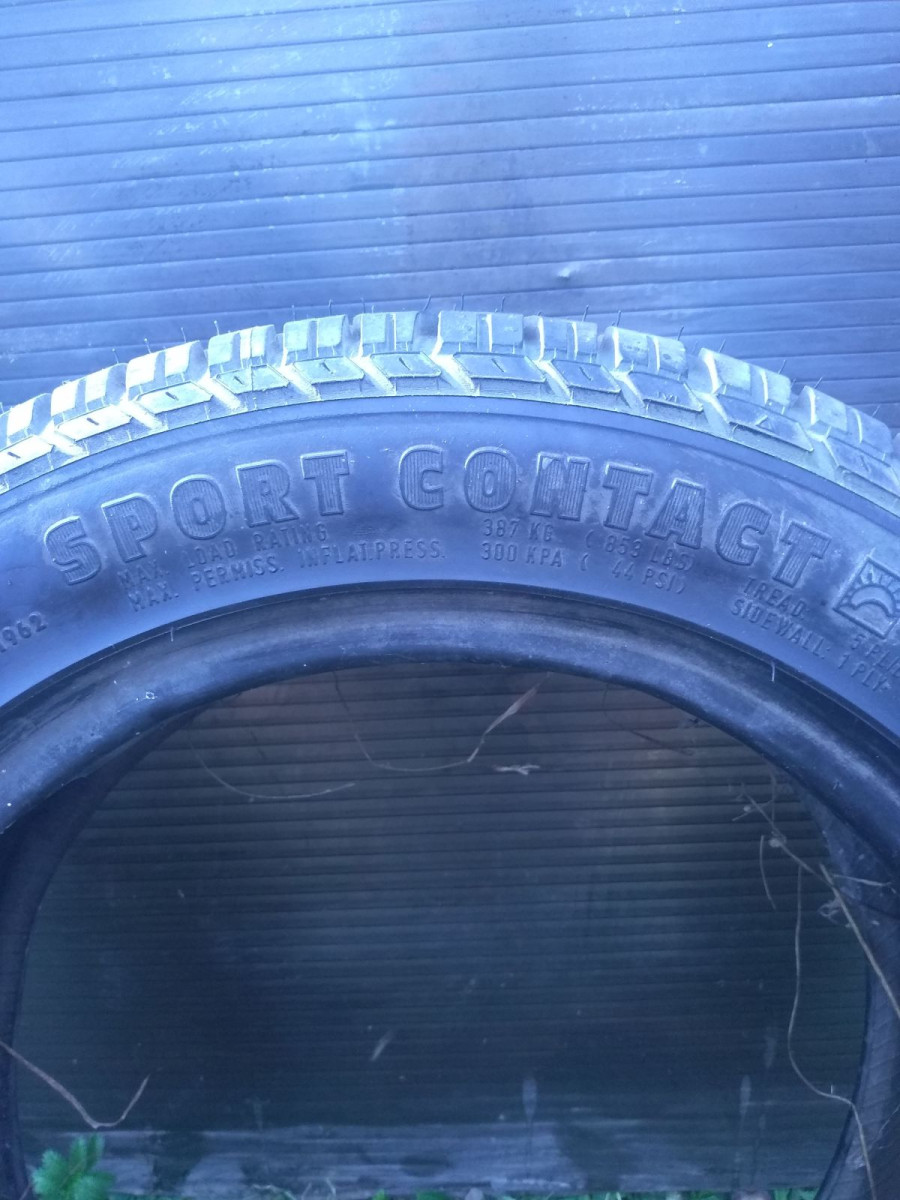 SPORT CONTACT
MAX. LOAD RATING 387 KG ( 853 LBS)
MAX. PERMISS. INFLAT.PRESS. 300 KPA ( 44 PSI)
TREAD:
SIDEWALL: 1 PLY
1962